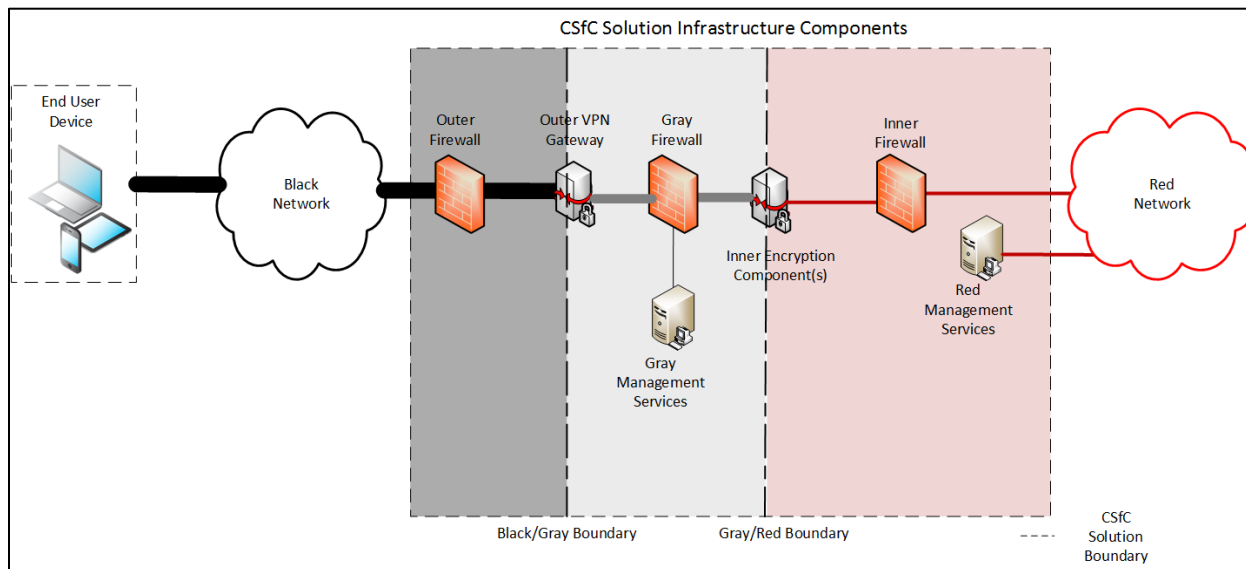 CSfC Solution Infrastructure Components
End User
Device
Black
Network
Outer
Firewall
Outer VPN
Gateway
Gray
Firewall
Gray
Management
Services
Inner Encryption
Component(s)
Inner
Firewall
Red
Management
Services
Red
Network
Black/Gray Boundary
Gray/Red Boundary
CSfC
Solution
Boundary